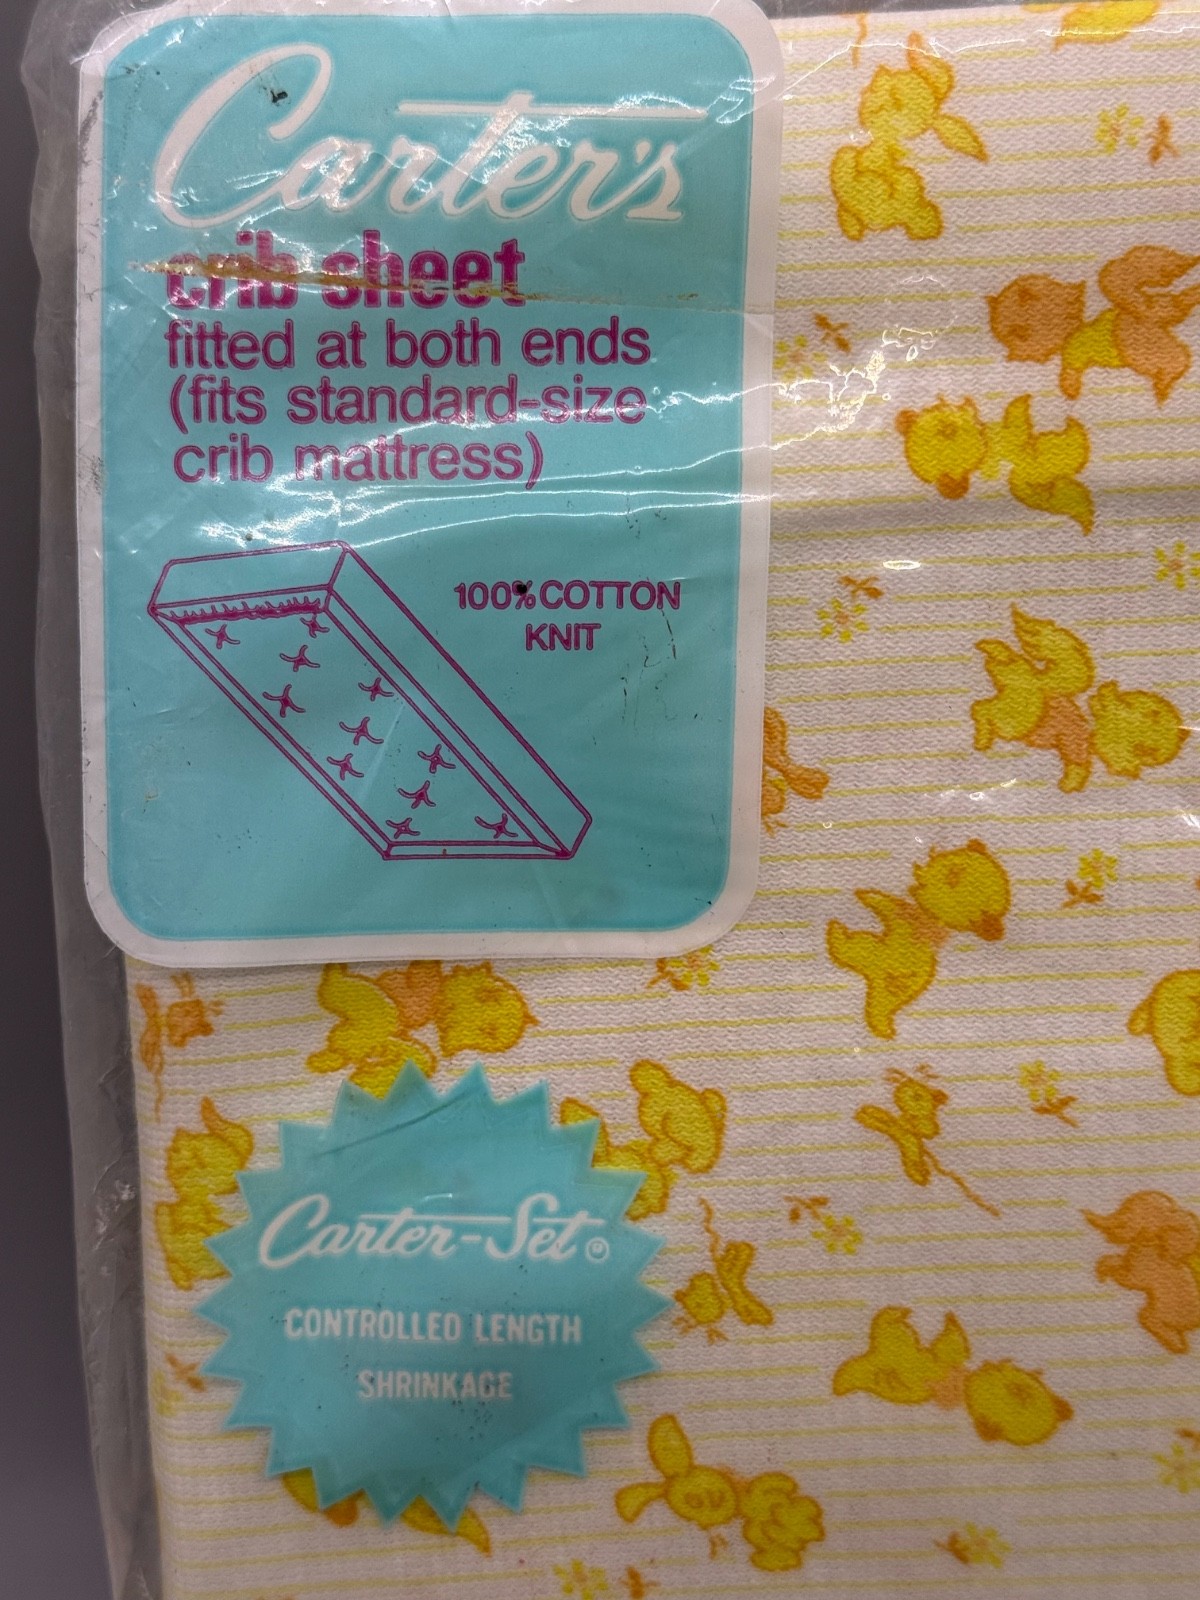 Carter's
crib sheet
fitted at both ends
(fits standard-size
crib mattress)
100% COTTON
KNIT
Carter-Set®
CONTROLLED LENGTH
SHRINKAGE